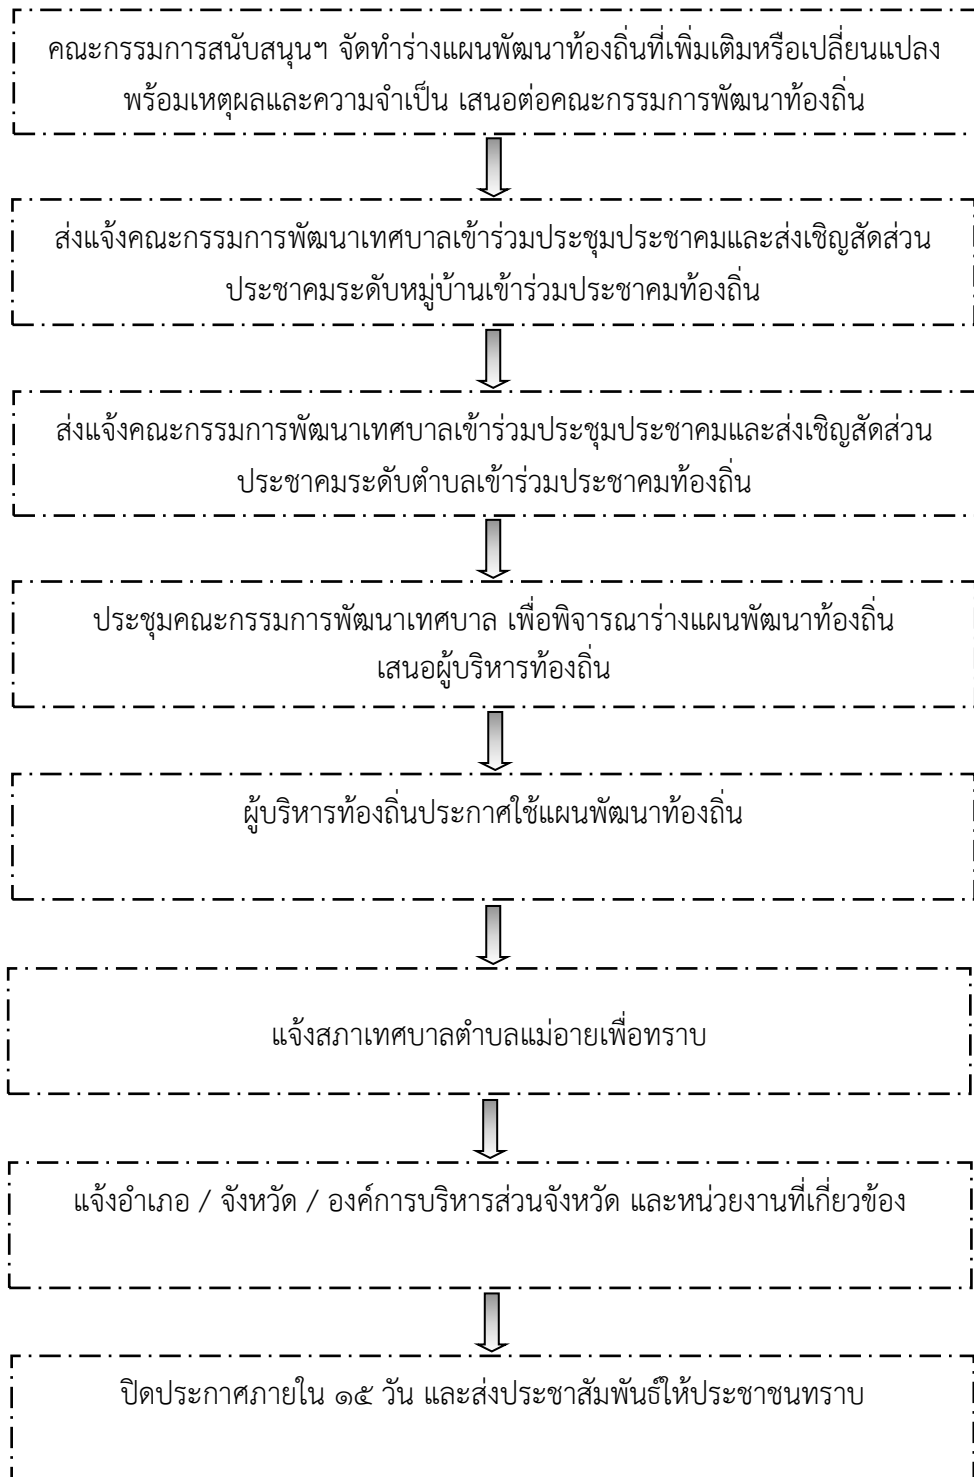 คณะกรรมการสนับสนุนฯ จัดทำร่างแผนพัฒนาท้องถิ่นที่เพิ่มเติมหรือเปลี่ยนแปลง
พร้อมเหตุผลและความจำเป็น เสนอต่อคณะกรรมการพัฒนาท้องถิ่น
ส่งแจ้งคณะกรรมการพัฒนาเทศบาลเข้าร่วมประชุมประชาคมและส่งเชิญสัดส่วน
ประชาคมระดับหมู่บ้านเข้าร่วมประชาคมท้องถิ่น
ส่งแจ้งคณะกรรมการพัฒนาเทศบาลเข้าร่วมประชุมประชาคมและส่งเชิญสัดส่วน
ประชาคมระดับตำบลเข้าร่วมประชาคมท้องถิ่น
ประชุมคณะกรรมการพัฒนาเทศบาล เพื่อพิจารณาร่างแผนพัฒนาท้องถิ่น
เสนอผู้บริหารท้องถิ่น
ผู้บริหารท้องถิ่นประกาศใช้แผนพัฒนาท้องถิ่น
แจ้งสภาเทศบาลตำบลแม่อายเพื่อทราบ
แจ้งอำเภอ / จังหวัด / องค์การบริหารส่วนจังหวัด และหน่วยงานที่เกี่ยวข้อง
ปิดประกาศภายใน ๑๕ วัน และส่งประชาสัมพันธ์ให้ประชาชนทราบ